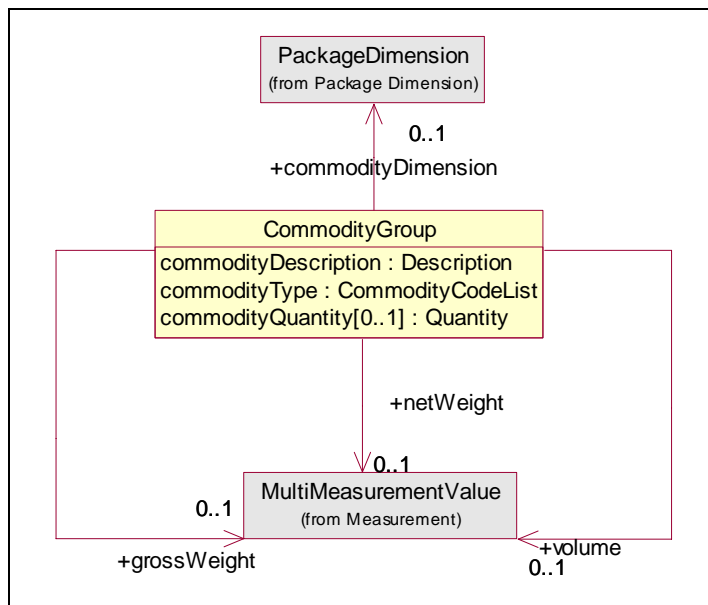 PackageDimension
(from Package Dimension)
0..1
+commodityDimension
CommodityGroup
commodityDescription : Description
commodityType : CommodityCodeList
commodityQuantity[0..1] : Quantity
+netWeight
0..1
MultiMeasurementValue
(from Measurement)
0..1
+grossWeight
+volume
0..1